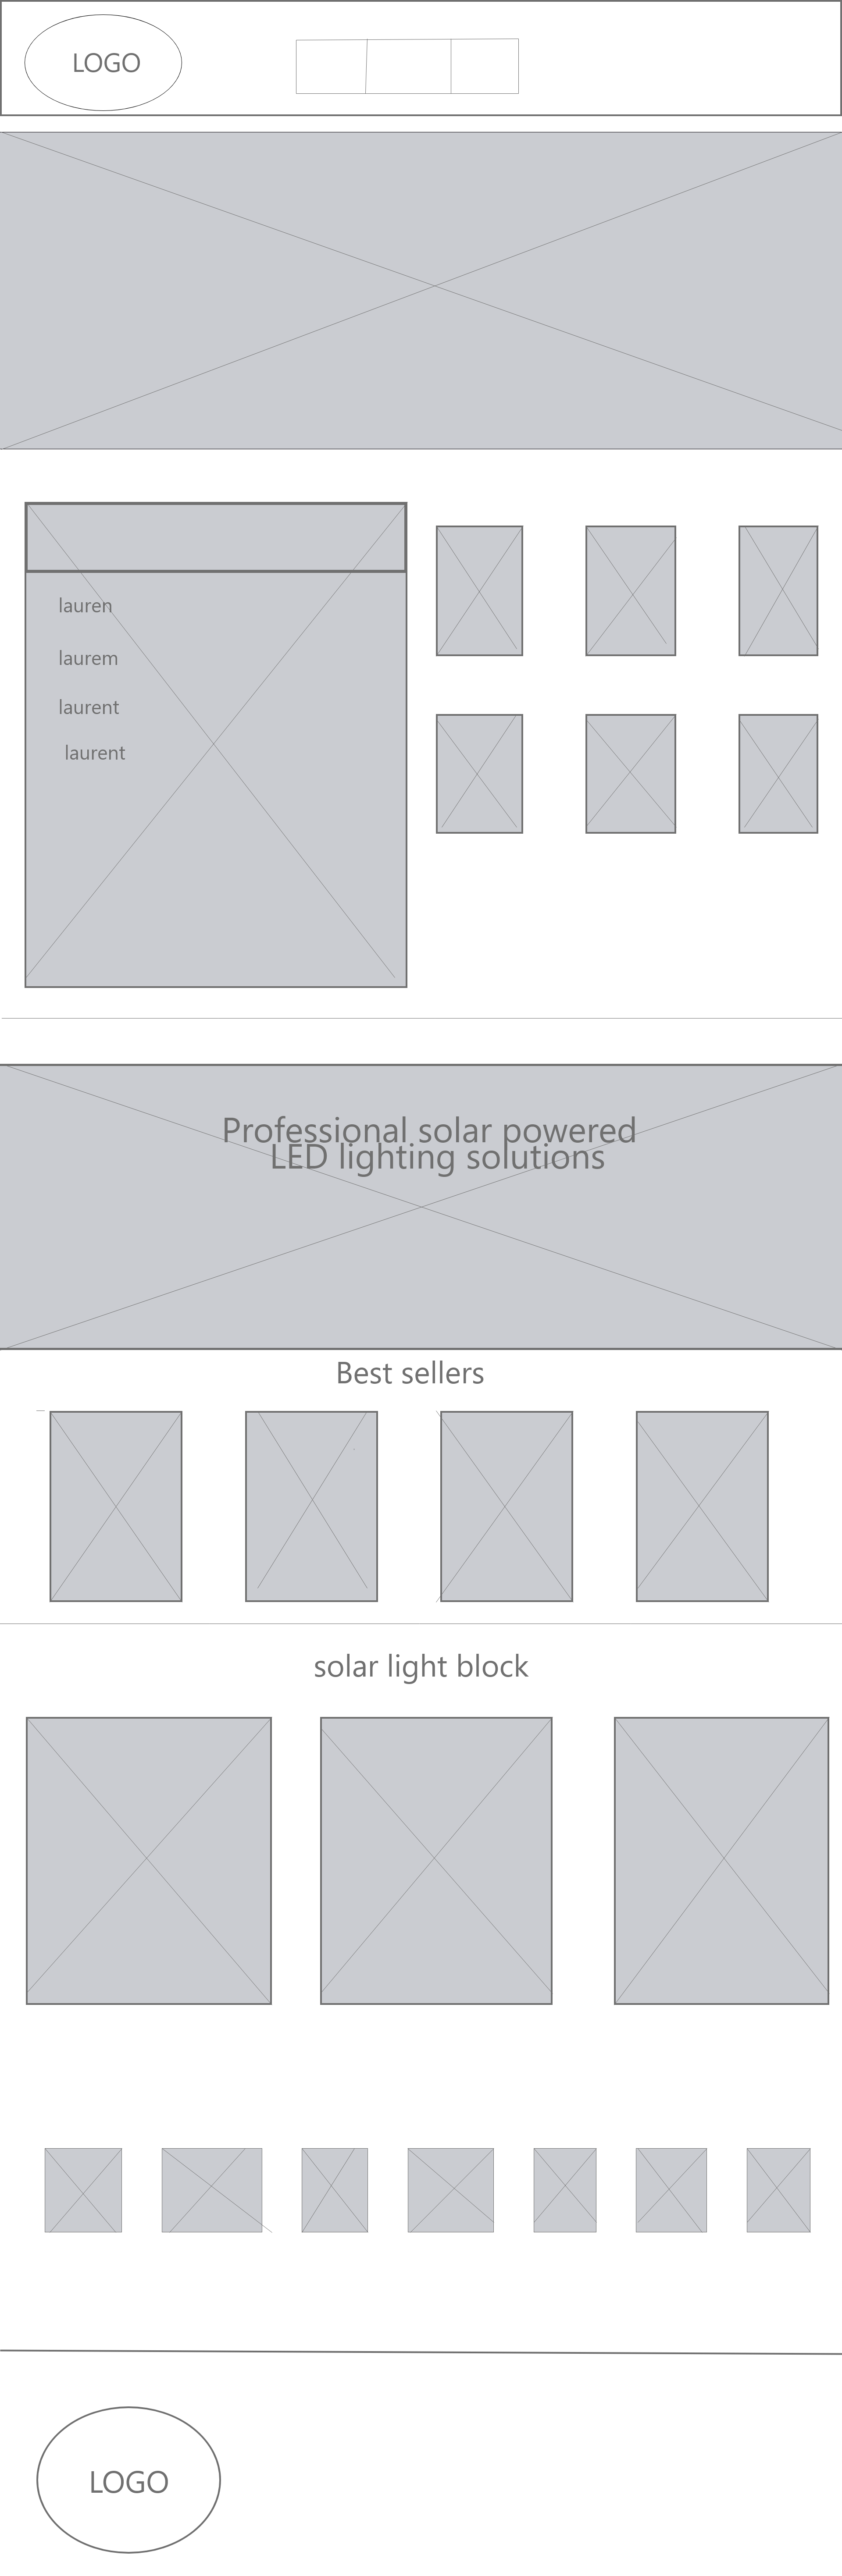 LOGO
lauren
laurem
laurent
laurent
Professional solar powered
LED lighting solutions
Best sellers
solar light block
LOGO